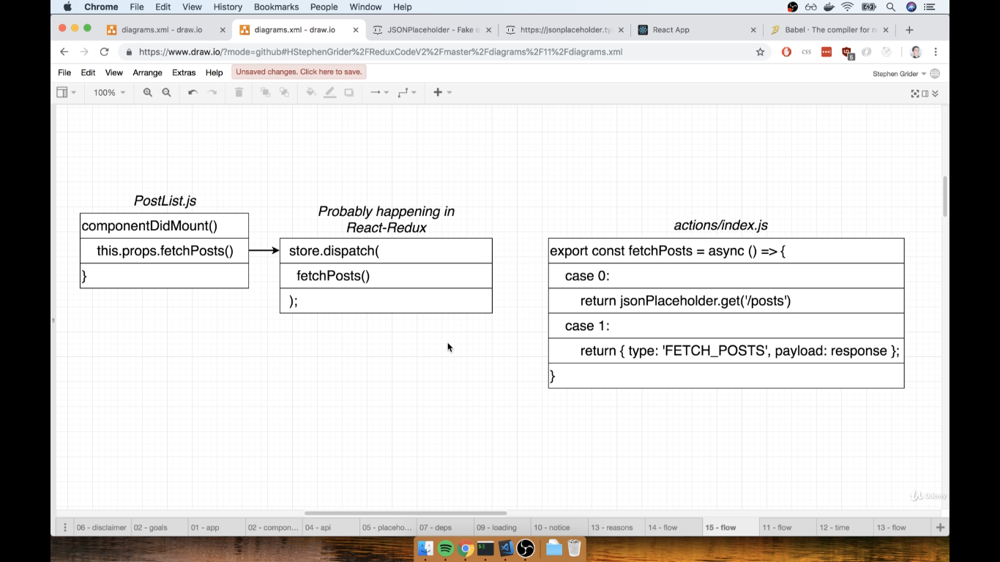 Chrome File Edit View History Bookmarks People Window Help
diagrams.xml - draw.io
diagrams.xml - draw.io
JSONPlaceholder - Fake o
https://jsonplaceholder.ty
React App
Babel · The compiler for n
https://www.draw.io/?mode=github#HStephenGrider%2FReduxCodeV2%2Fmaster%2Fdiagrams%2F11%2Fdiagrams.xml
css
5
File Edit View Arrange Extras Help Unsaved changes. Click here to save.
Stephen Grider
100%
PostList.js
componentDidMount()
this.props.fetchPosts()
}
Probably happening in
React-Redux
store.dispatch(
fetchPosts()
);
actions/index.js
export const fetchPosts = async () => {
case 0:
return jsonPlaceholder.get('/posts')
case 1:
return { type: 'FETCH_POSTS', payload: response };
}
Udemy
06 - disclaimer 02 - goals 01 - app 02 - compon... 04 - api 05 - placeho... 07 - deps 09 - loading 10 - notice 13 - reasons 14 - flow 15 - flow 11 - flow 12 - time 13 - flow